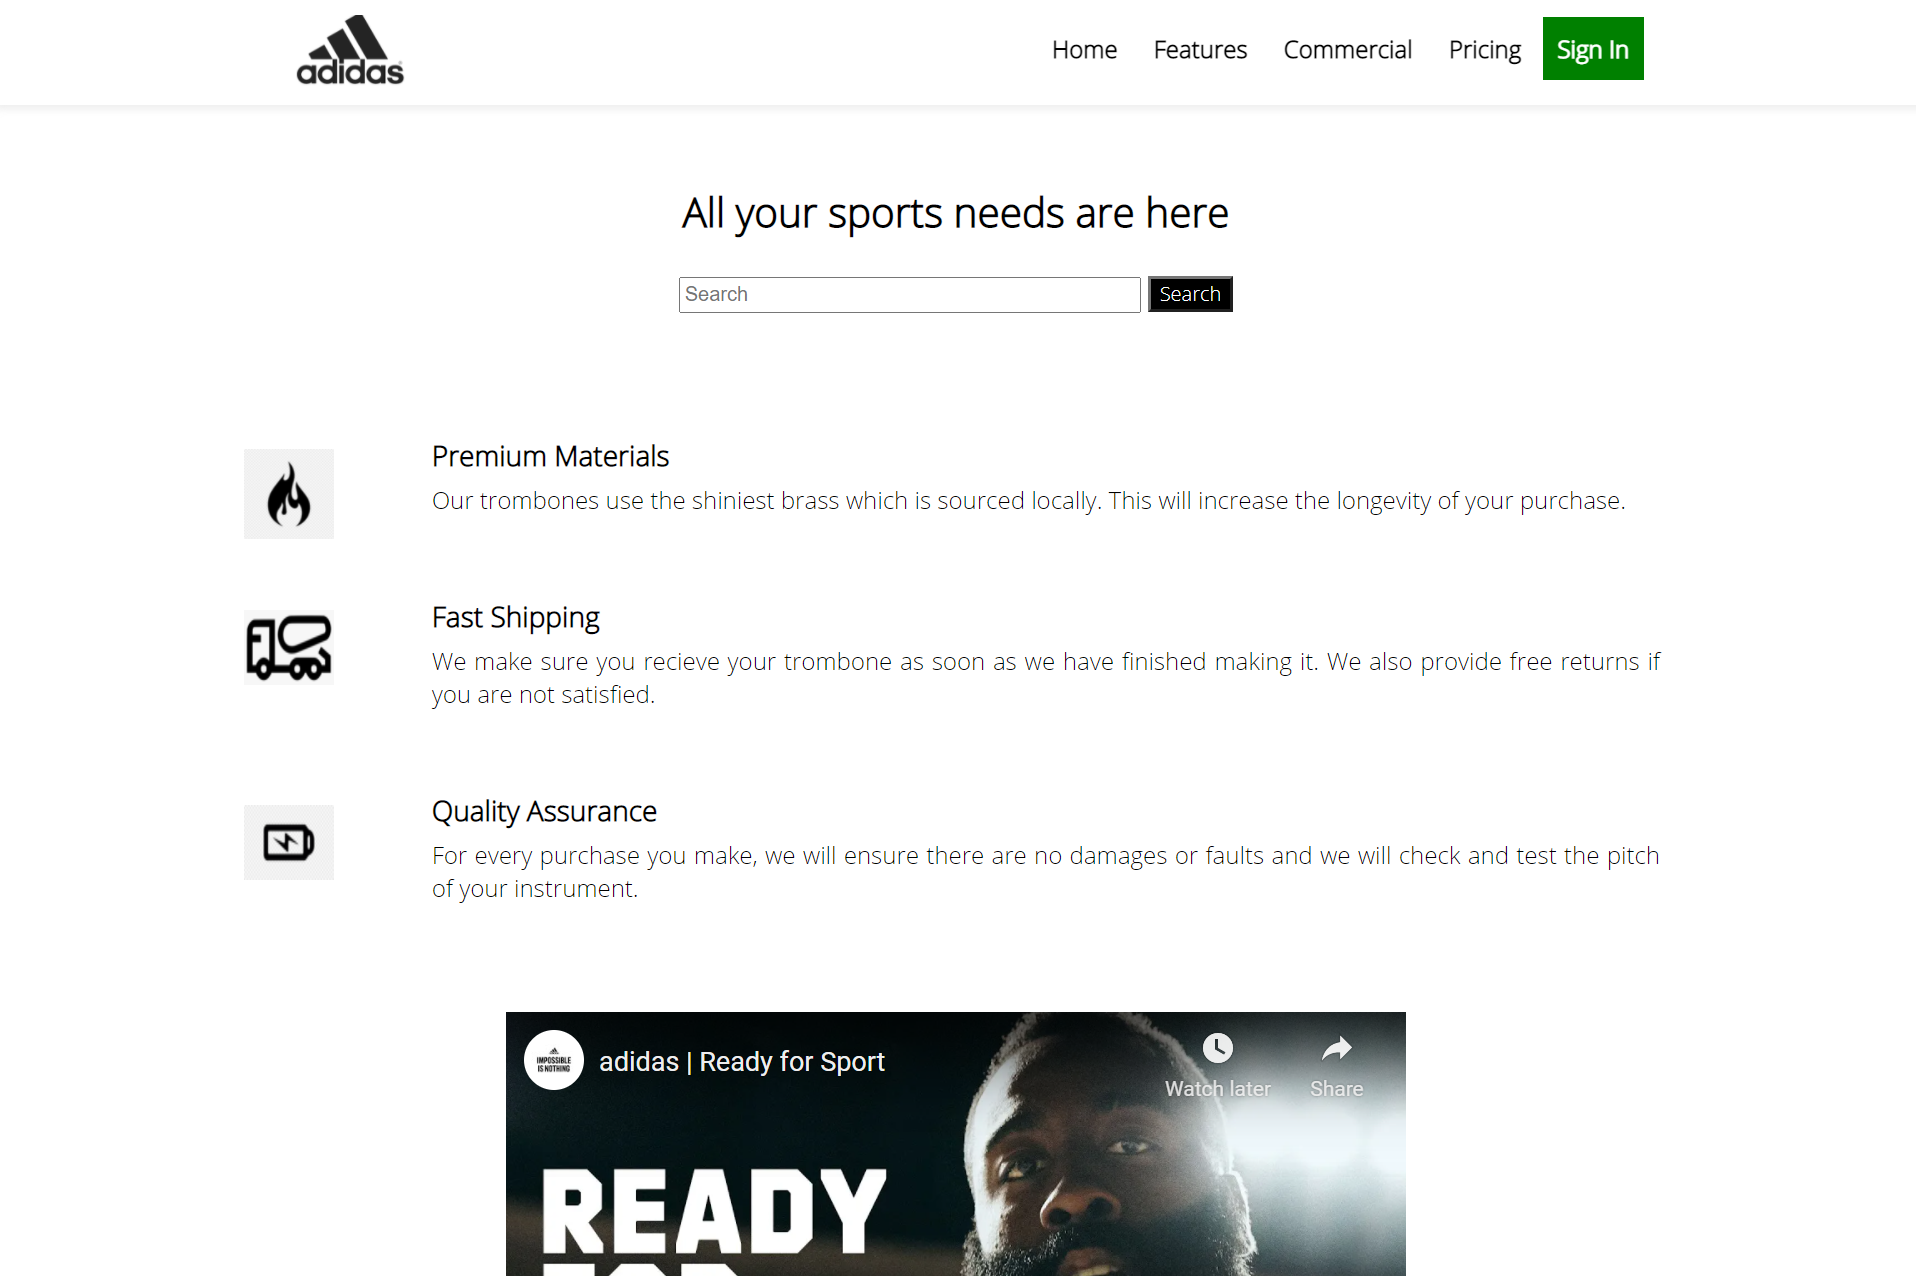 adidas
Home Features Commercial Pricing Sign In
All your sports needs are here
Search Search
Premium Materials
Our trombones use the shiniest brass which is sourced locally. This will increase the longevity of your purchase.
Fast Shipping
We make sure you recieve your trombone as soon as we have finished making it. We also provide free returns if
you are not satisfied.
Quality Assurance
For every purchase you make, we will ensure there are no damages or faults and we will check and test the pitch
of your instrument.
IMPOSSIBLE
IS NOTHING
adidas | Ready for Sport
Watch later Share
READY
FOR